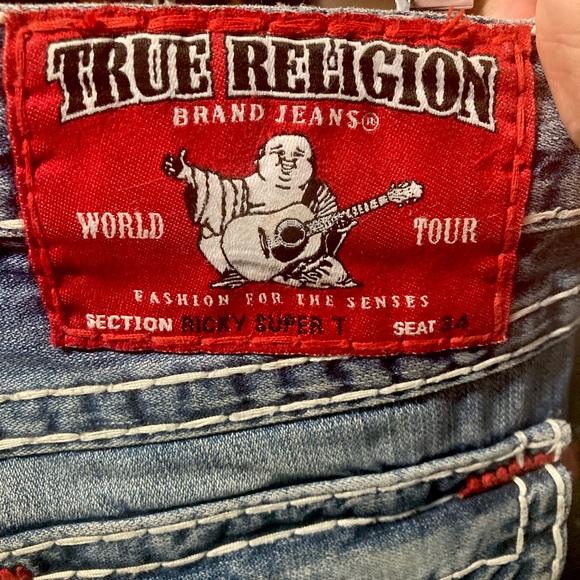 TRUE RELIGION
BRAND JEANS®
WORLD TOUR
FASHION FOR THE SENSES
SECTION RICKY SUPER T SEAT 34